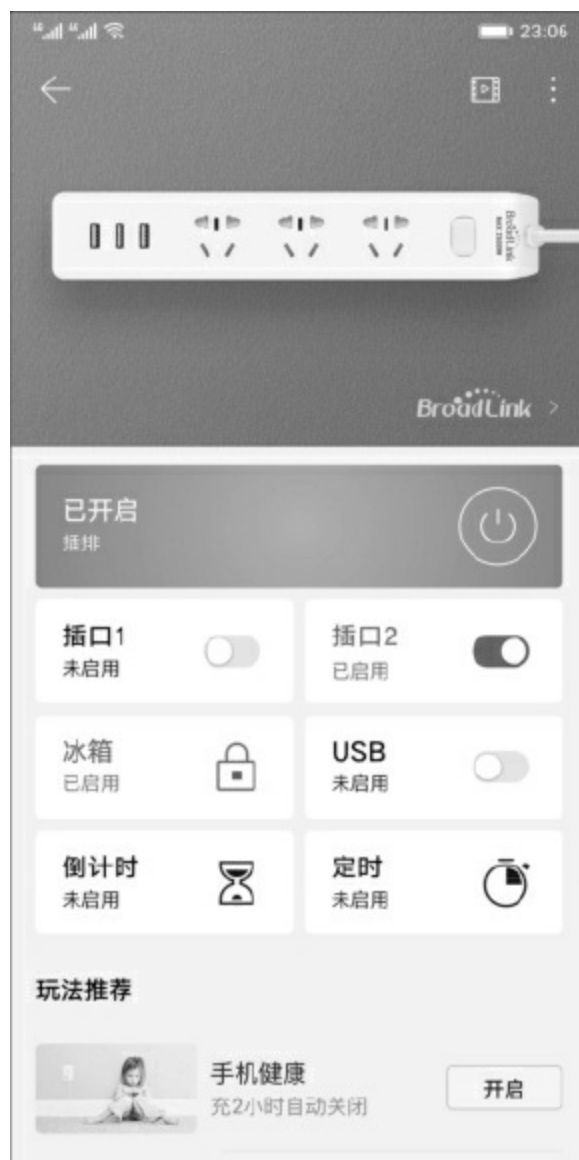 23:06
BroadLink
MAX 2500W
BroadLink >
已开启
插排
插口1
未启用
插口2
已启用
冰箱
已启用
USB
未启用
倒计时
未启用
定时
未启用
玩法推荐
手机健康
充2小时自动关闭
开启